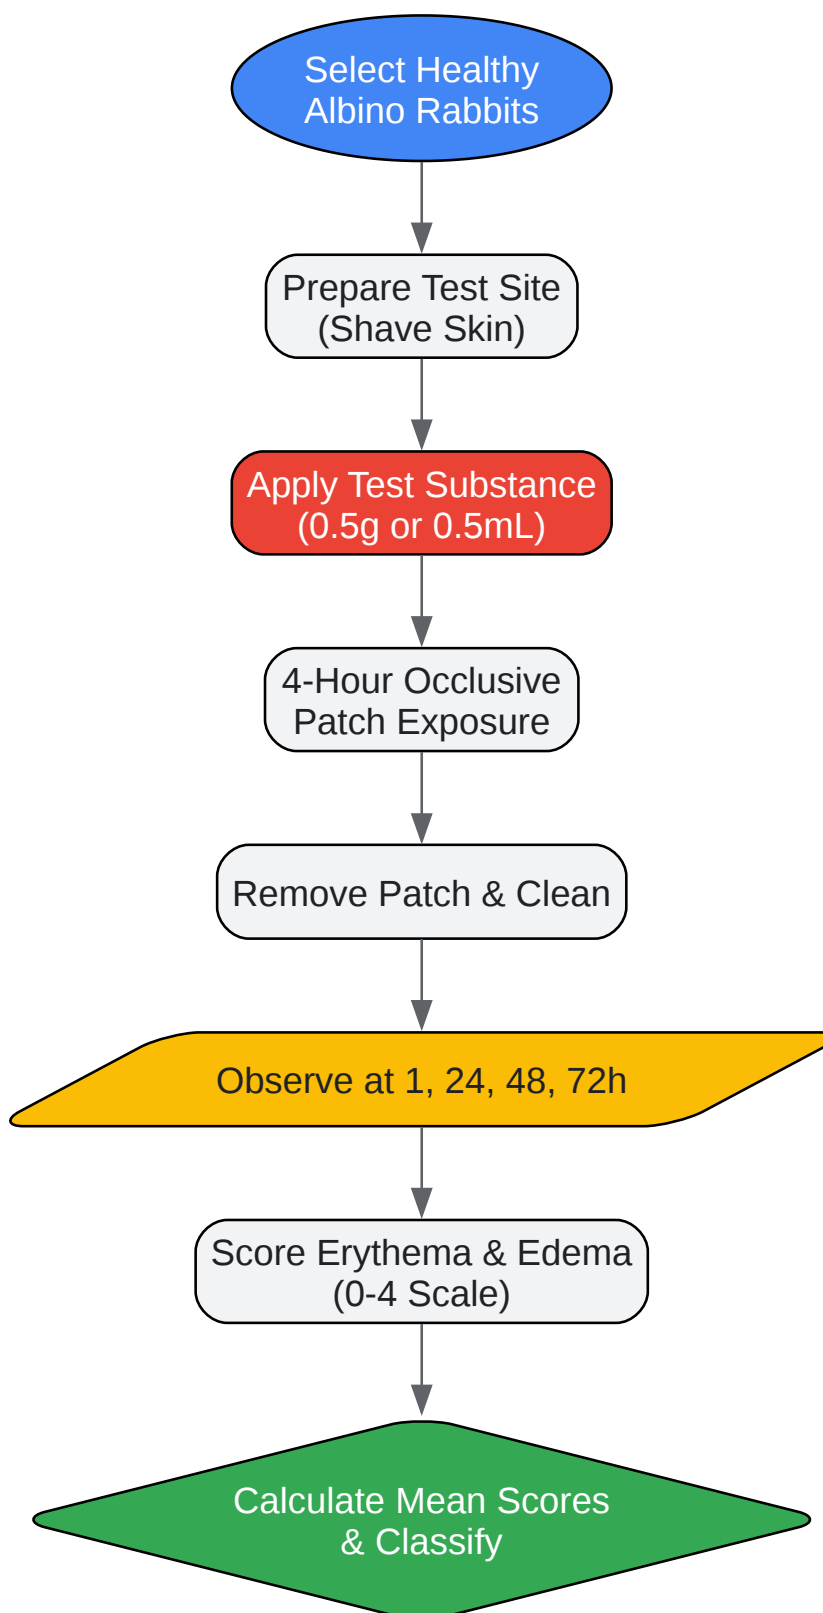 Select Healthy
Albino Rabbits
Prepare Test Site
(Shave Skin)
Apply Test Substance
(0.5g or 0.5mL)
4-Hour Occlusive
Patch Exposure
Remove Patch & Clean
Observe at 1, 24, 48, 72h
Score Erythema & Edema
(0-4 Scale)
Calculate Mean Scores
& Classify